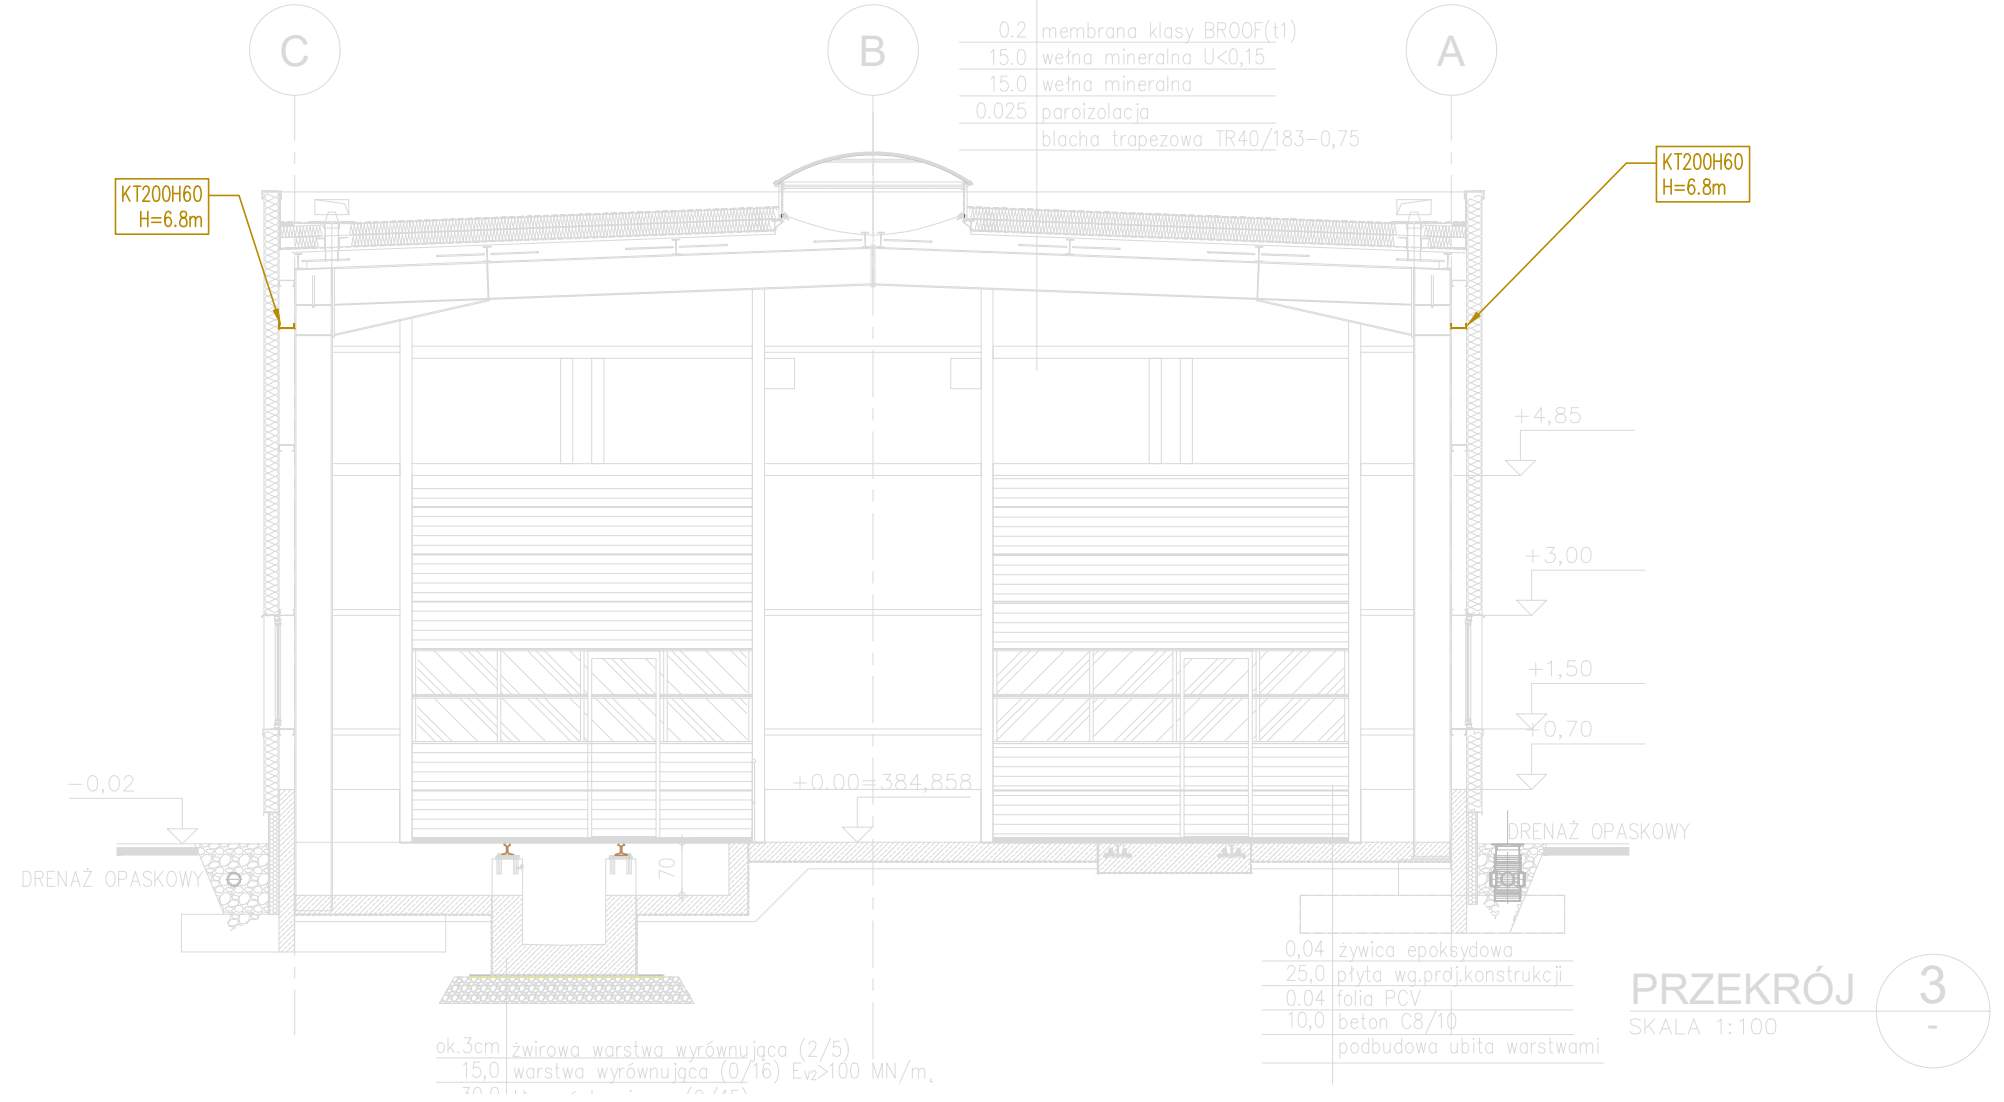 C
B
A
0.2 membrana klasy BROOF(t1)
15.0 wełna mineralna U<0,15
15.0 wełna mineralna
0.025 paroizolacja
blacha trapezowa TR40/183-0,75
KT200H60
H=6.8m
KT200H60
H=6.8m
+4,85
+3,00
+1,50
+0,70
-0,02
+0.00=384,858
DRENAŻ OPASKOWY
DRENAŻ OPASKOWY
70
0,04 żywica epoksydowa
25,0 płyta wg.proj.konstrukcji
0.04 folia PCV
10,0 beton C8/10
podbudowa ubita warstwami
PRZEKRÓJ 3
SKALA 1:100 -
ok.3cm żwirowa warstwa wyrównująca (2/5)
15,0 warstwa wyrównująca (0/16) Ev2>100 MN/m